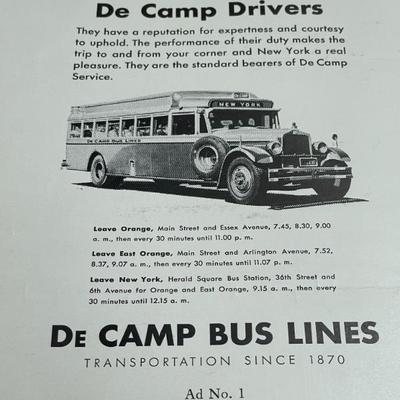 De Camp Drivers
They have a reputation for expertness and courtesy
to uphold. The performance of their duty makes the
trip to and from your corner and New York a real
pleasure. They are the standard bearers of De Camp
Service.
NEW YORK
DE CAMP BUS LINES
Leave Orange, Main Street and Essex Avenue, 7.45, 8.30, 9.00
a. m., then every 30 minutes until 11.00 p. m.
Leave East Orange, Main Street and Arlington Avenue, 7.52,
8.37, 9.07 a. m., then every 30 minutes until 11.07 p. m.
Leave New York, Herald Square Bus Station, 36th Street and
6th Avenue for Orange and East Orange, 9.15 a. m., then every
30 minutes until 12.15 a. m.
DE CAMP BUS LINES
TRANSPORTATION SINCE 1870
Ad No. 1